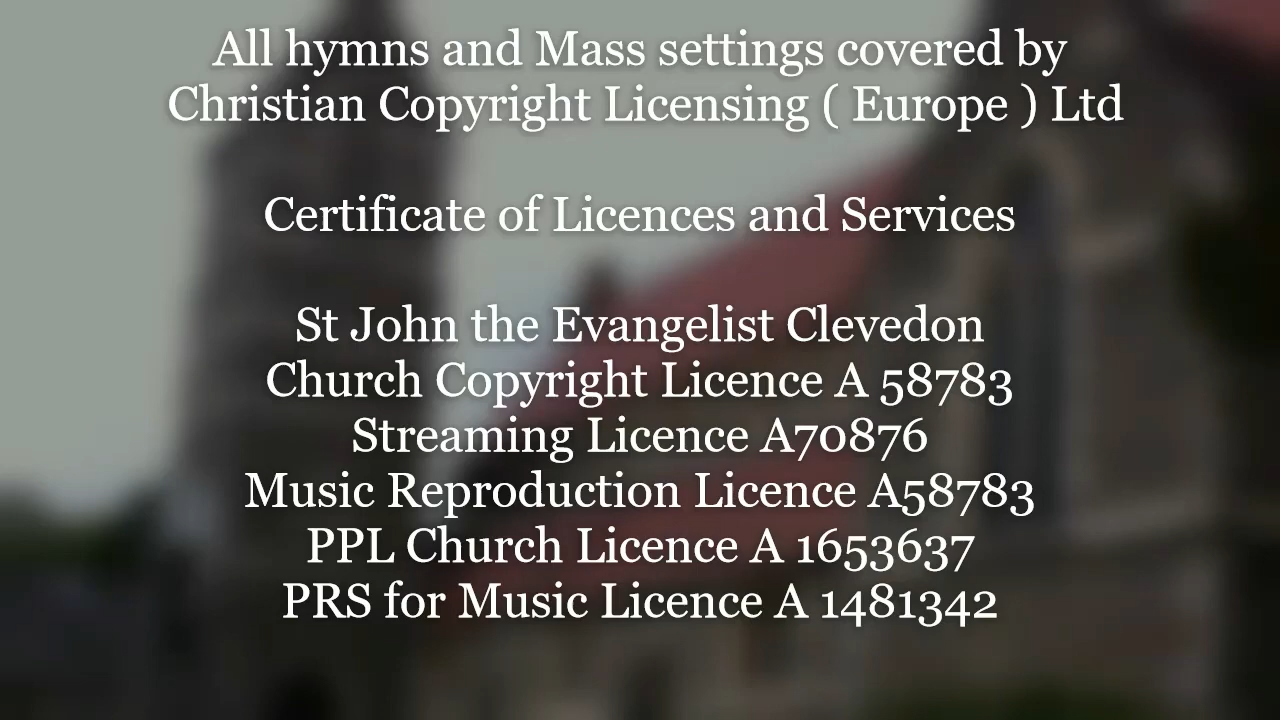 All hymns and Mass settings covered by
Christian Copyright Licensing ( Europe ) Ltd
Certificate of Licences and Services
St John the Evangelist Clevedon
Church Copyright Licence A 58783
Streaming Licence A70876
Music Reproduction Licence A58783
PPL Church Licence A 1653637
PRS for Music Licence A 1481342